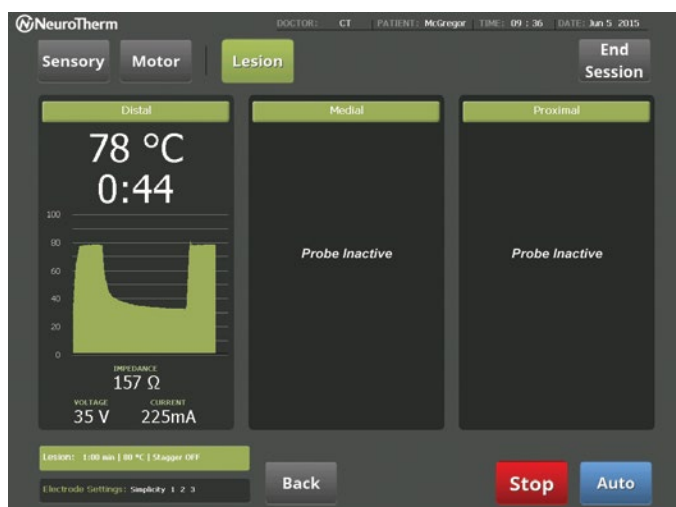 NeuroTherm
DOCTOR: CT PATIENT: McGregor TIME: 09 : 36 DATE: Jun 5 2015
Sensory Motor Lesion End Session
Distal Medial Proximal
78 °C
0:44
100
80
60
40
20
0
Probe Inactive Probe Inactive
IMPEDANCE
157 Ω
VOLTAGE CURRENT
35 V 225mA
Lesion: 1:00 min | 80 °C | Stagger OFF
Electrode Settings: Simplicity 1 2 3
Back Stop Auto